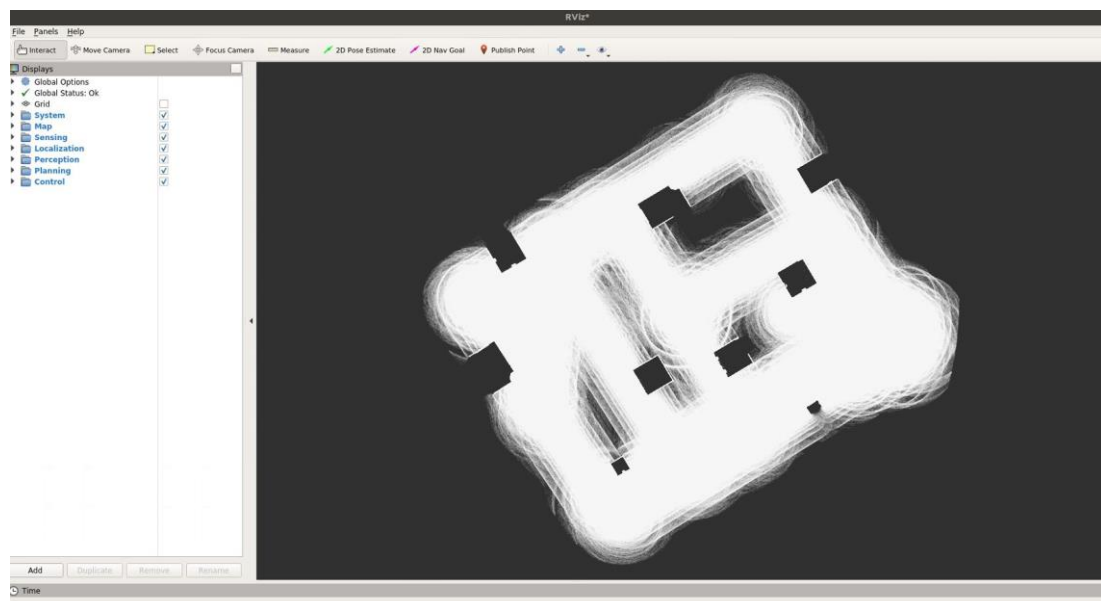 RViz*
File Panels Help
Interact Move Camera Select Focus Camera Measure 2D Pose Estimate 2D Nav Goal Publish Point
Displays
Global Options
Global Status: Ok
Grid
System
Map
Sensing
Localization
Perception
Planning
Control
Add Duplicate Remove Rename
Time